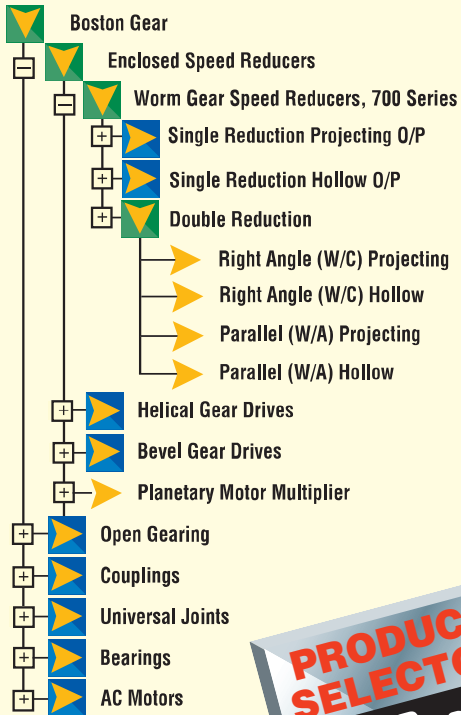 Boston Gear
Enclosed Speed Reducers
Worm Gear Speed Reducers, 700 Series
Single Reduction Projecting O/P
Single Reduction Hollow O/P
Double Reduction
Right Angle (W/C) Projecting
Right Angle (W/C) Hollow
Parallel (W/A) Projecting
Parallel (W/A) Hollow
Helical Gear Drives
Bevel Gear Drives
Planetary Motor Multiplier
Open Gearing
Couplings
Universal Joints
Bearings
AC Motors